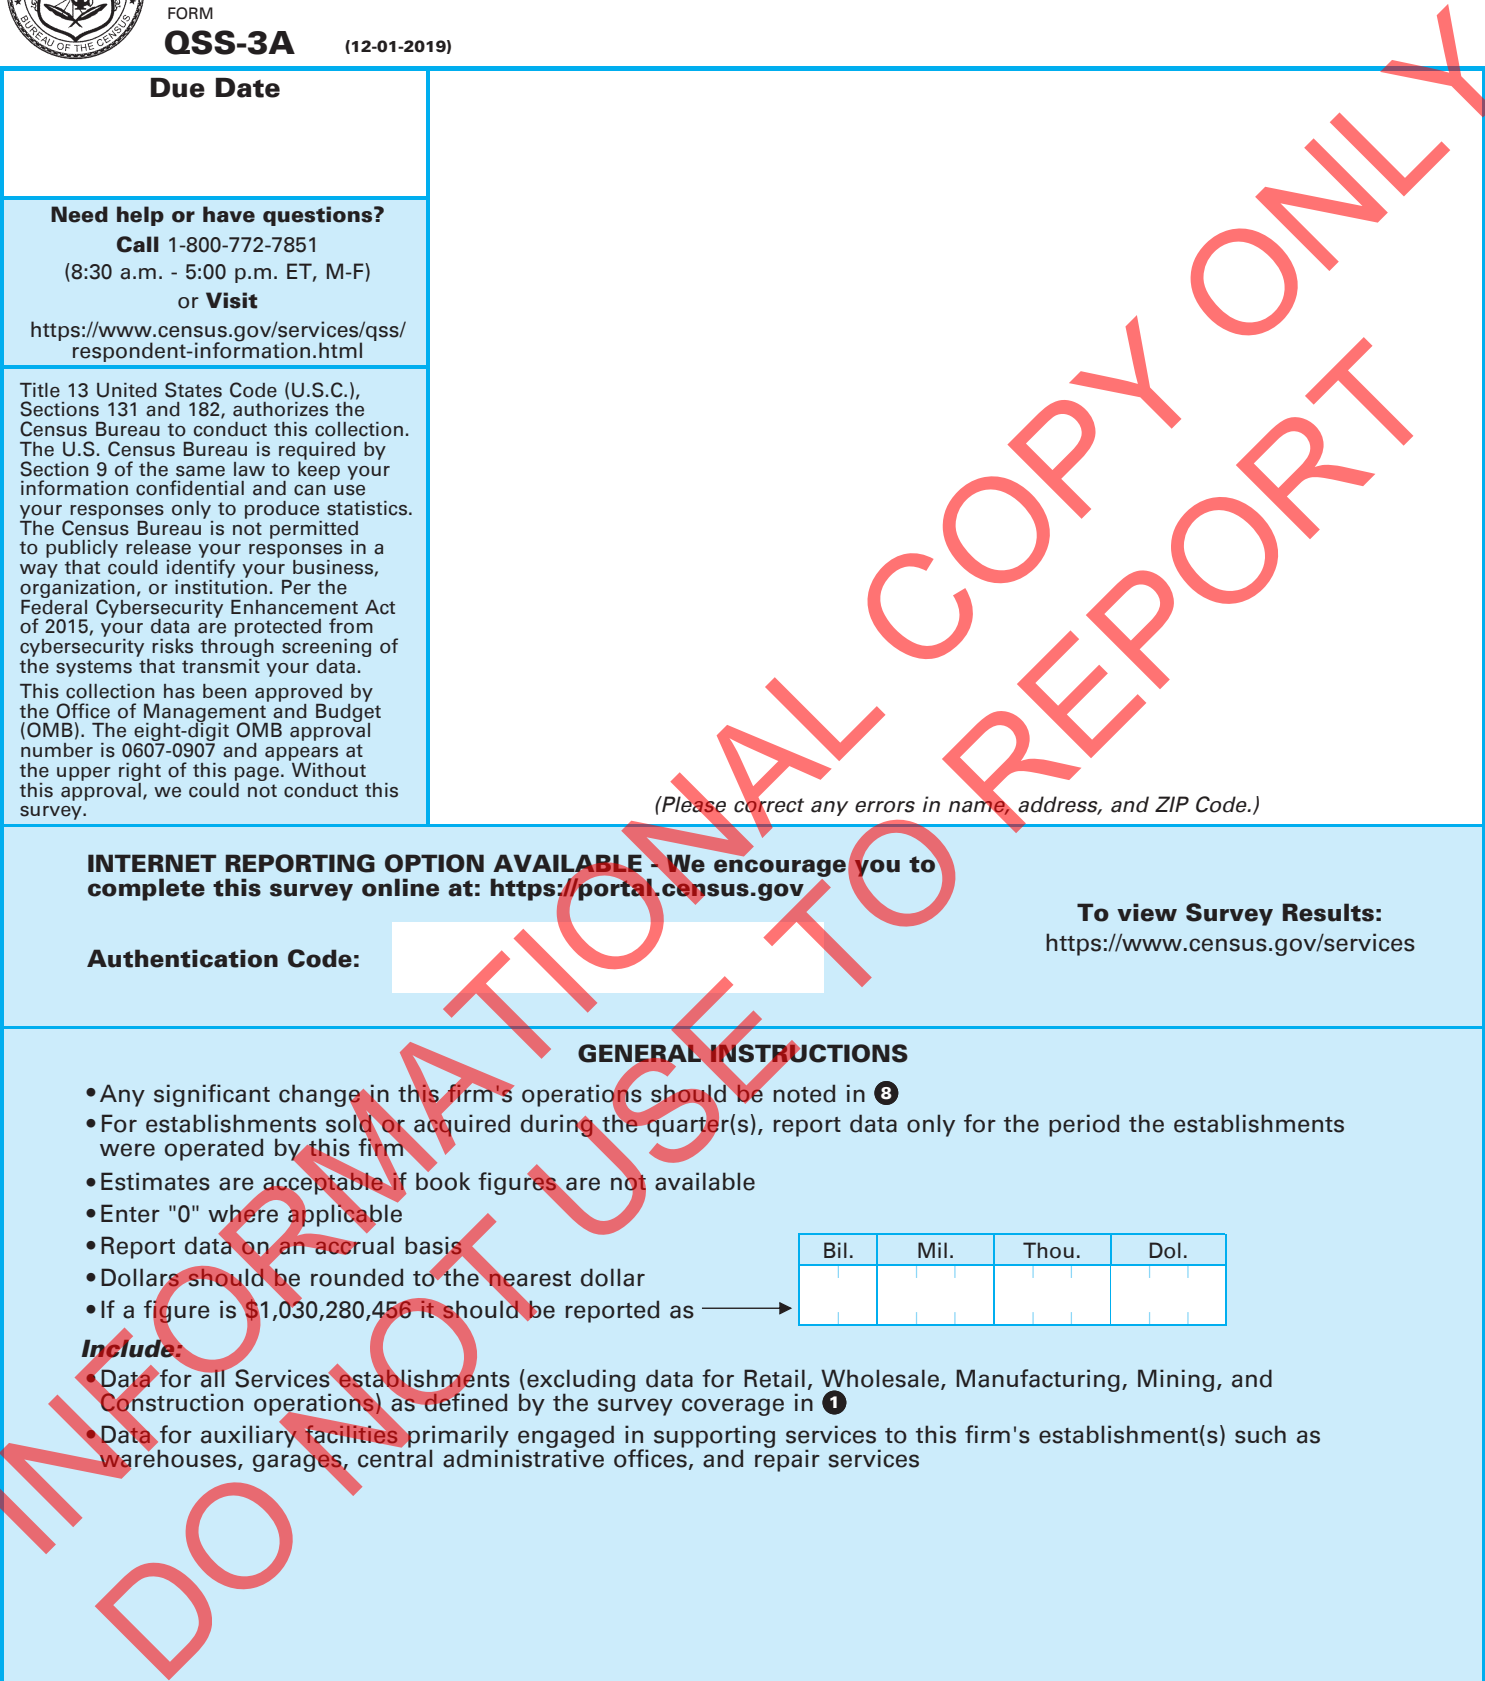 FORM
QSS-3A (12-01-2019)
BUREAU OF THE CENSUS
Due Date
Need help or have questions?
Call 1-800-772-7851
(8:30 a.m. - 5:00 p.m. ET, M-F)
or Visit
https://www.census.gov/services/qss/
respondent-information.html
Title 13 United States Code (U.S.C.),
Sections 131 and 182, authorizes the
Census Bureau to conduct this collection.
The U.S. Census Bureau is required by
Section 9 of the same law to keep your
information confidential and can use
your responses only to produce statistics.
The Census Bureau is not permitted
to publicly release your responses in a
way that could identify your business,
organization, or institution. Per the
Federal Cybersecurity Enhancement Act
of 2015, your data are protected from
cybersecurity risks through screening of
the systems that transmit your data.
This collection has been approved by
the Office of Management and Budget
(OMB). The eight-digit OMB approval
number is 0607-0907 and appears at
the upper right of this page. Without
this approval, we could not conduct this
survey.
(Please correct any errors in name, address, and ZIP Code.)
INTERNET REPORTING OPTION AVAILABLE - We encourage you to
complete this survey online at: https://portal.census.gov
Authentication Code:
To view Survey Results:
https://www.census.gov/services
GENERAL INSTRUCTIONS
• Any significant change in this firm's operations should be noted in 8
• For establishments sold or acquired during the quarter(s), report data only for the period the establishments
were operated by this firm
• Estimates are acceptable if book figures are not available
• Enter "0" where applicable
• Report data on an accrual basis
• Dollars should be rounded to the nearest dollar
• If a figure is $1,030,280,456 it should be reported as
Bil. Mil. Thou. Dol.
Include:
• Data for all Services establishments (excluding data for Retail, Wholesale, Manufacturing, Mining, and
Construction operations) as defined by the survey coverage in 1
• Data for auxiliary facilities primarily engaged in supporting services to this firm's establishment(s) such as
warehouses, garages, central administrative offices, and repair services
INFORMATIONAL COPY ONLY
DO NOT USE TO REPORT